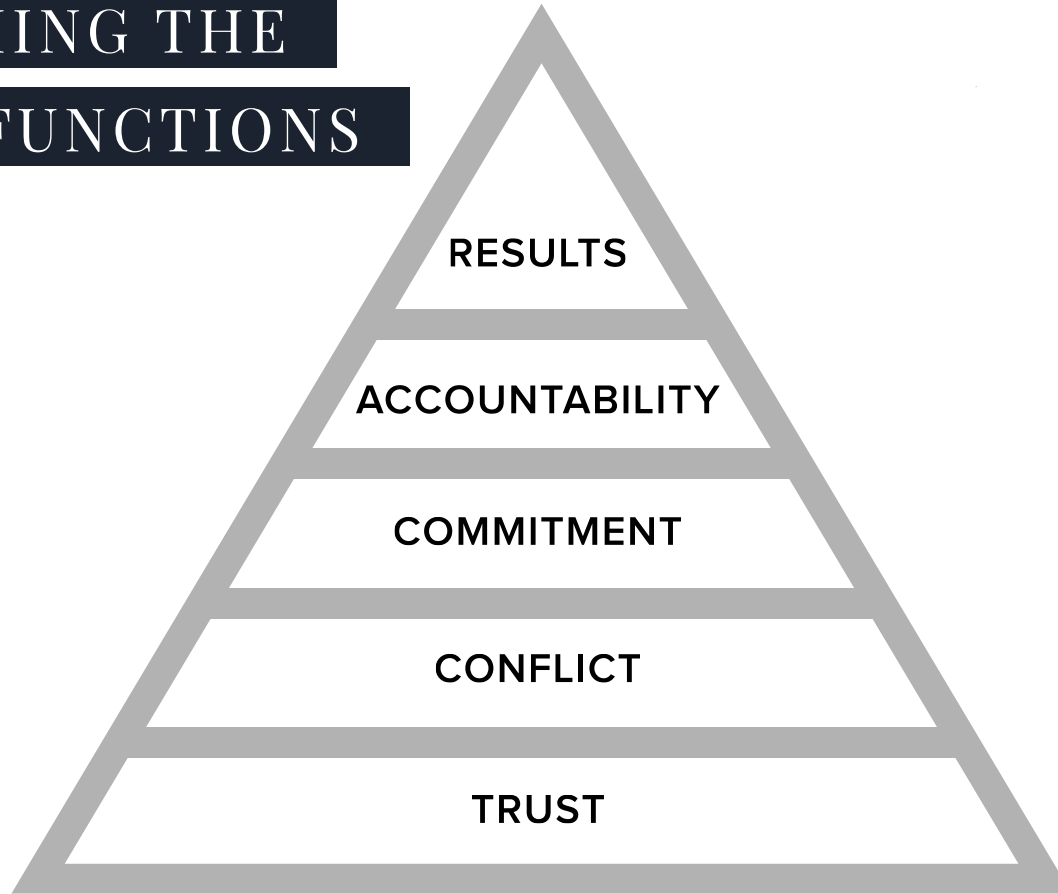 ING THE
FUNCTIONS
RESULTS
ACCOUNTABILITY
COMMITMENT
CONFLICT
TRUST